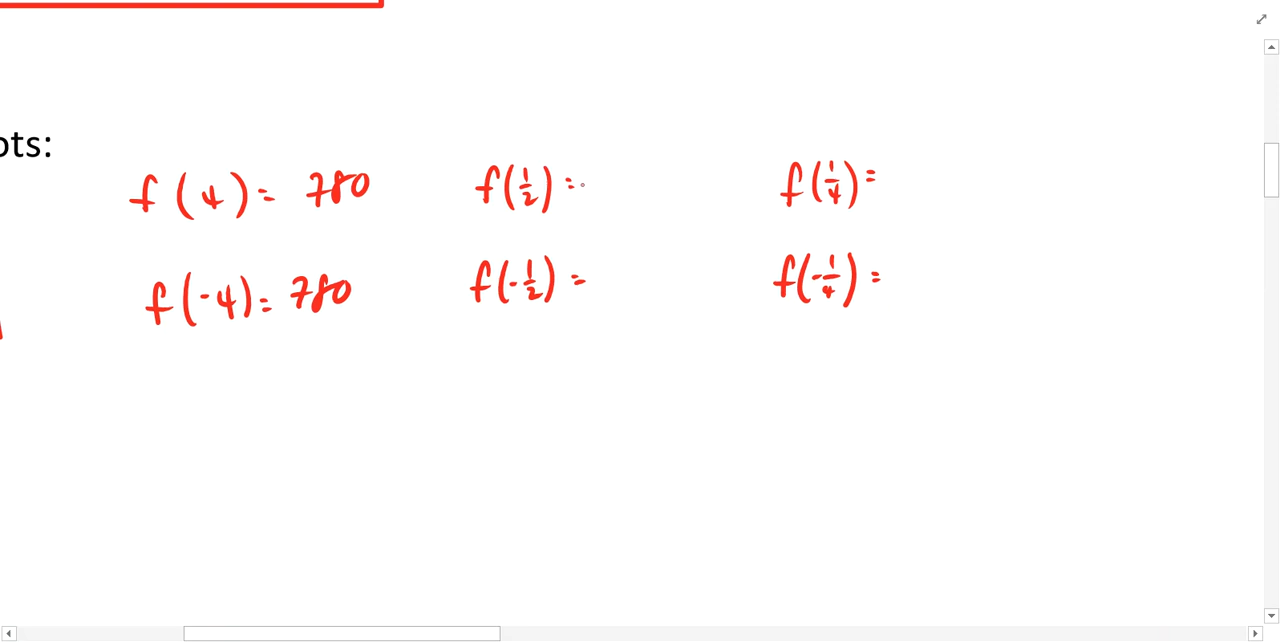 ots:
f(4) = 780 f(1/2) = f(1/4) =
f(-4) = 780 f(-1/2) = f(-1/4) =